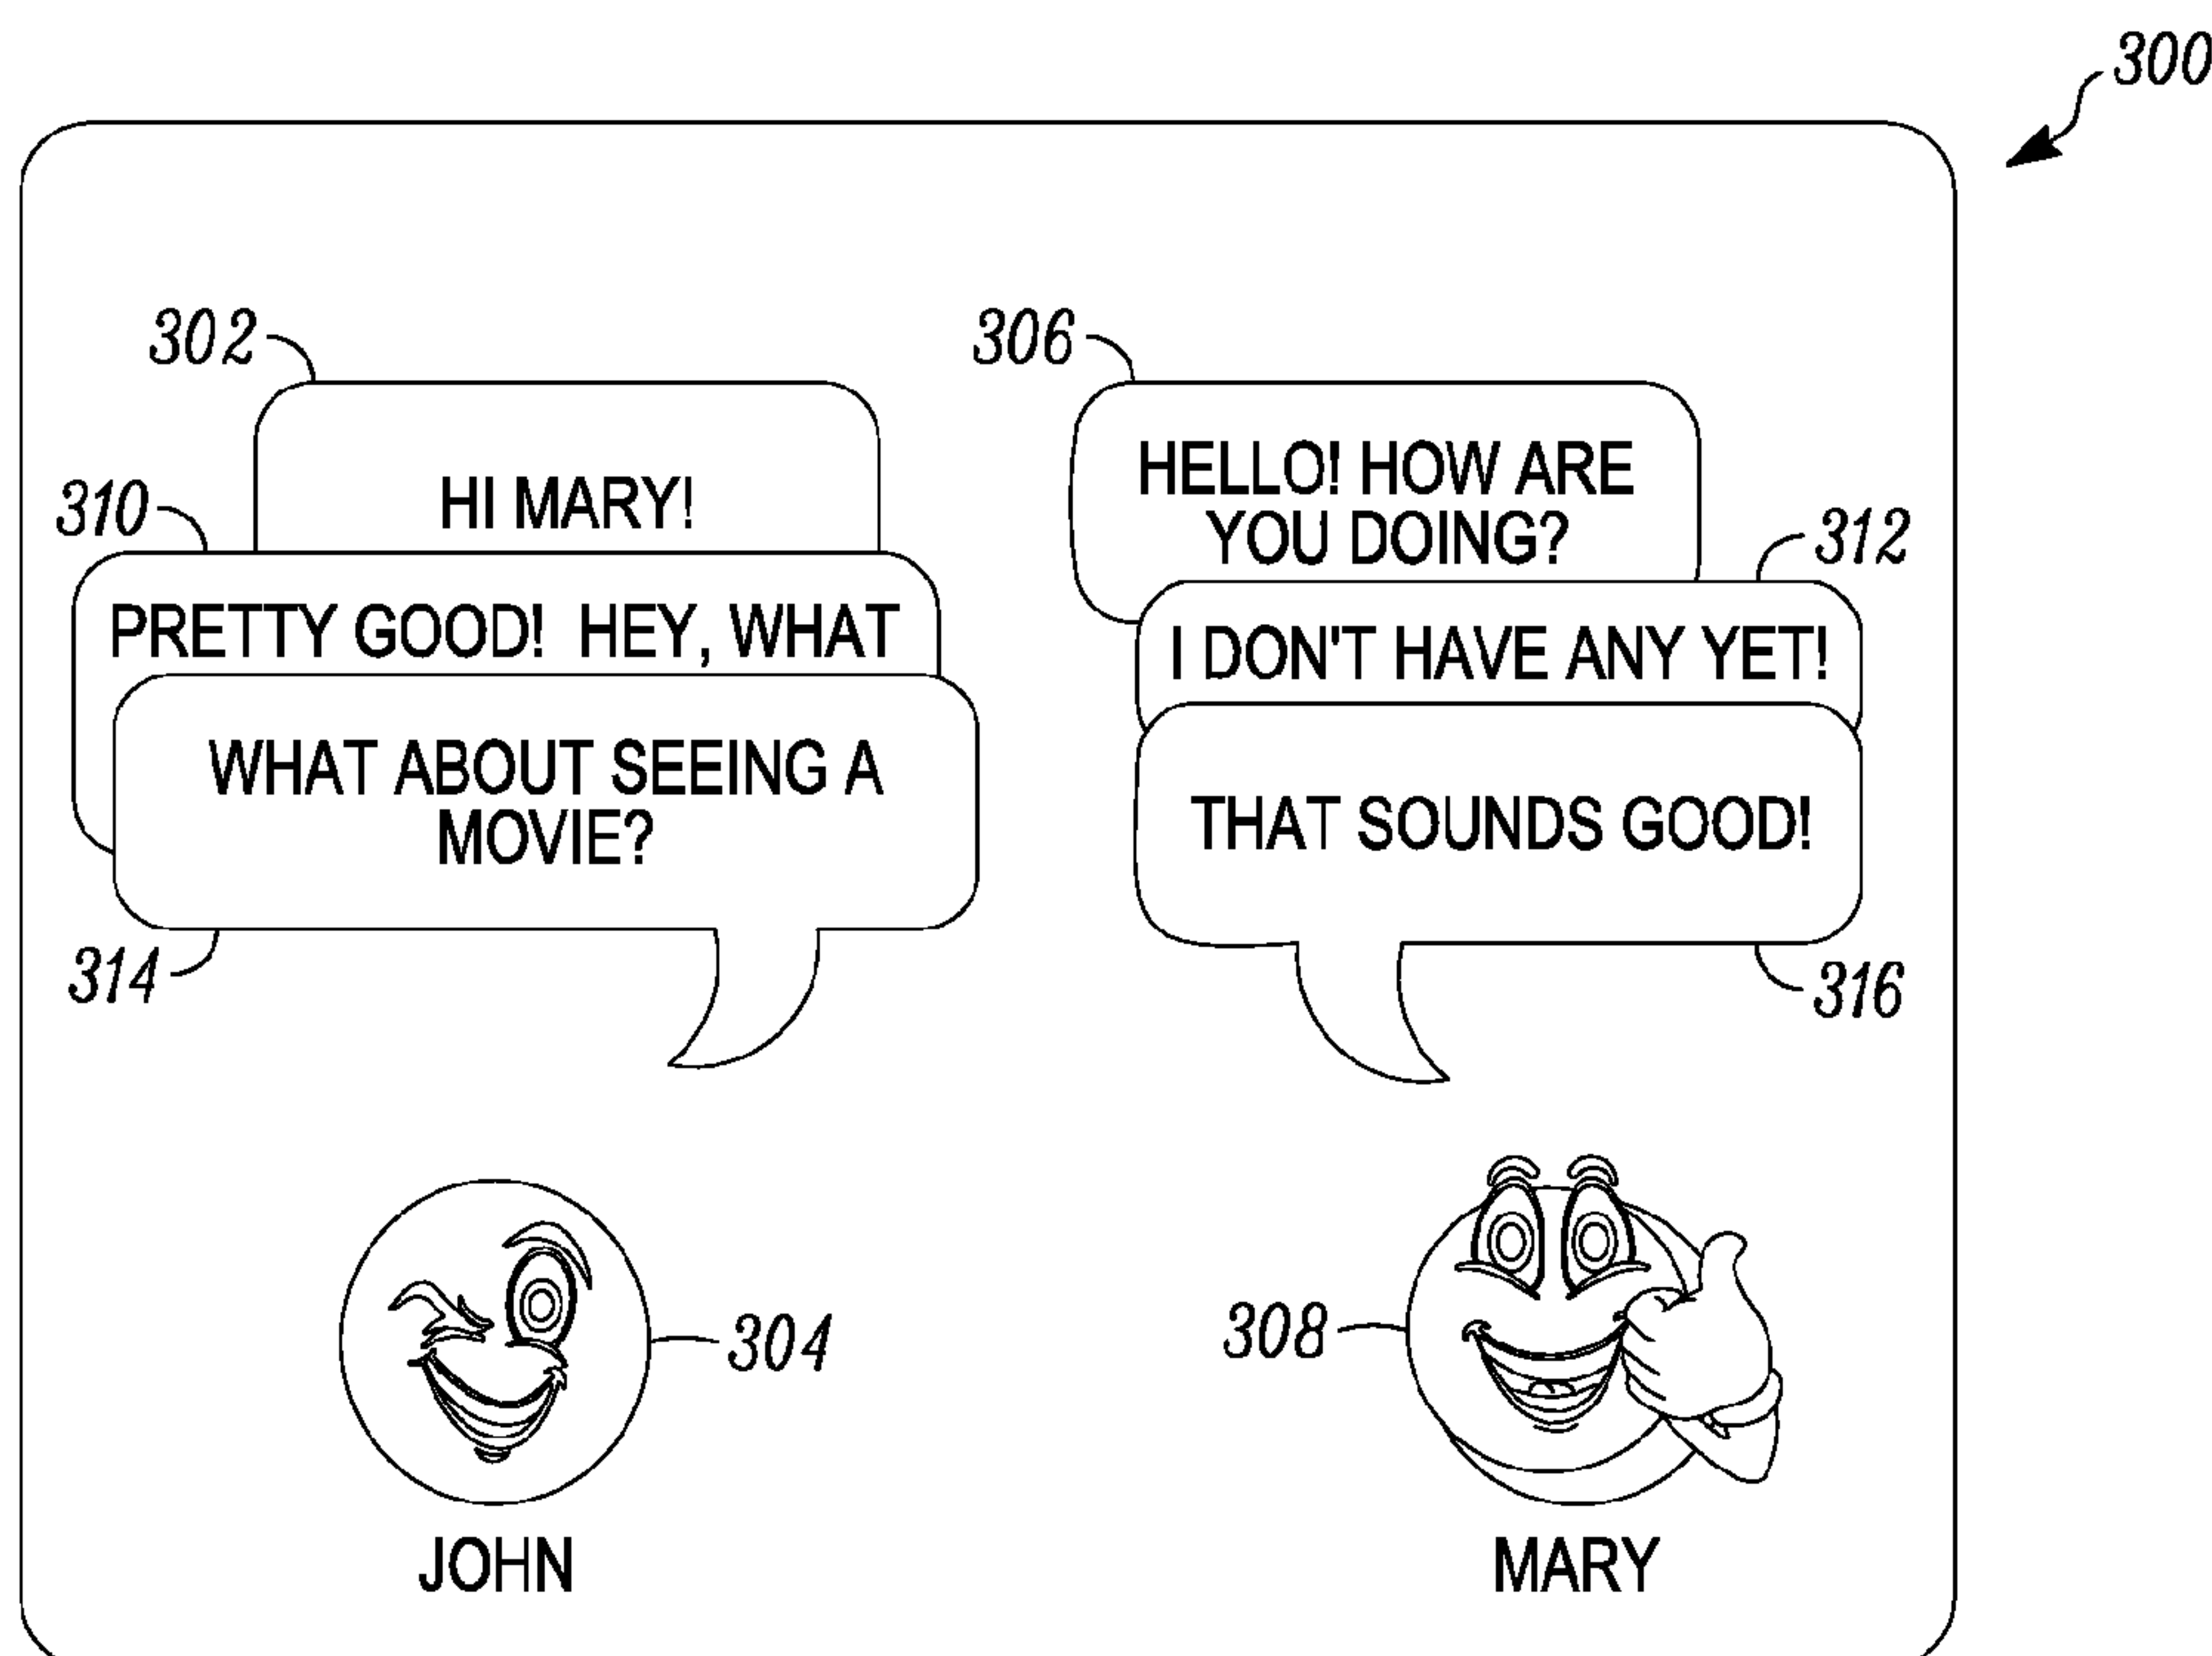 300
302
HI MARY!
306
HELLO! HOW ARE
YOU DOING?
310
PRETTY GOOD!  HEY, WHAT
312
I DON'T HAVE ANY YET!
314
WHAT ABOUT SEEING A
MOVIE?
316
THAT SOUNDS GOOD!
304
JOHN
308
MARY